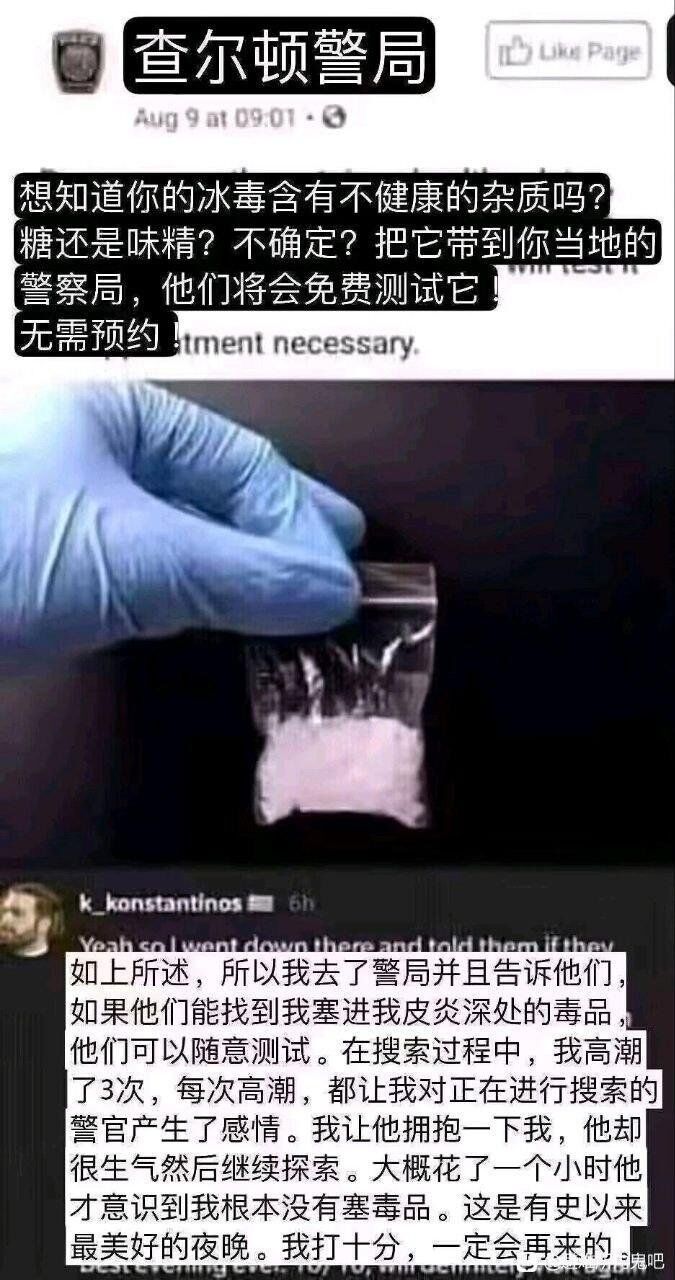 查尔顿警局
Like Page
Aug 9 at 09:01
想知道你的冰毒含有不健康的杂质吗？
糖还是味精？不确定？把它带到你当地的
警察局，他们将会免费测试它！
will test it
无需预约！
tment necessary.
k_konstantinos 6h
Yeah so I went down there and told them if they
如上所述，所以我去了警局并且告诉他们，
如果他们能找到我塞进我皮炎深处的毒品，
他们可以随意测试。在搜索过程中，我高潮
了3次，每次高潮，都让我对正在进行搜索的
警官产生了感情。我让他拥抱一下我，他却
很生气然后继续探索。大概花了一个小时他
才意识到我根本没有塞毒品。这是有史以来
最美好的夜晚。我打十分，一定会再来的